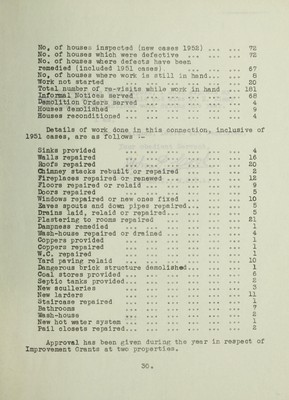 No. of houses inspected (new cases 1952) ... ... 72
No. of houses which were defective ... ... ... 72
No. of houses where defects have been
remedied (included 1951 cases) ... ... ... 67
No. of houses where work is still in hand... ... 8
Work not started ... ... ... ... ... 20
Total number of re-visits while work in hand ... 181
Informal Notices served ... ... ... ... 68
Demolition Orders served ... ... ... ... 4
Houses demolished ... ... ... ... ... 9
Houses reconditioned ... ... ... ... ... 4
Details of work done in this connection, inclusive of
1951 cases, are as follows :-
Sinks provided ... ... ... ... ... 4
Walls repaired ... ... ... ... ... 16
Roofs repaired ... ... ... ... ... 20
Chimney stacks rebuilt or repaired ... ... ... 2
Fireplaces repaired or renewed ... ... ... 12
Floors repaired or relaid ... ... ... ... 9
Doors repaired ... ... ... ... ... 5
Windows repaired or new ones fixed ... ... ... 10
Eaves spouts and down pipes repaired... ... ... 5
Drains laid, relaid or repaired... ... ... ... 5
Plastering to rooms repaired ... ... ... ... 21
Dampness remedied ... ... ... ... ... 1
Wash-house repaired or drained ... ... ... 4
Coppers provided ... ... ... ... ... 1
Coppers repaired ... ... ... ... ... 1
W.C. repaired ... ... ... ... ... 1
Yard paving relaid ... ... ... ... ... 10
Dangerous brick structure demolished... ... ... 1
Coal stores provided ... ... ... ... ... 6
Septic tanks provided... ... ... ... ... 2
New sculleries ... ... ... ... ... 3
New larders ... ... ... ... ... 11
Staircase repaired ... ... ... ... ... 1
Bathrooms ... ... ... ... ... 7
Wash-house ... ... ... ... ... 2
New hot water system ... ... ... ... ... 1
Pail closets repaired... ... ... ... ... 2
Approval has been given during the year in respect of
Improvement Grants at two properties.
30.